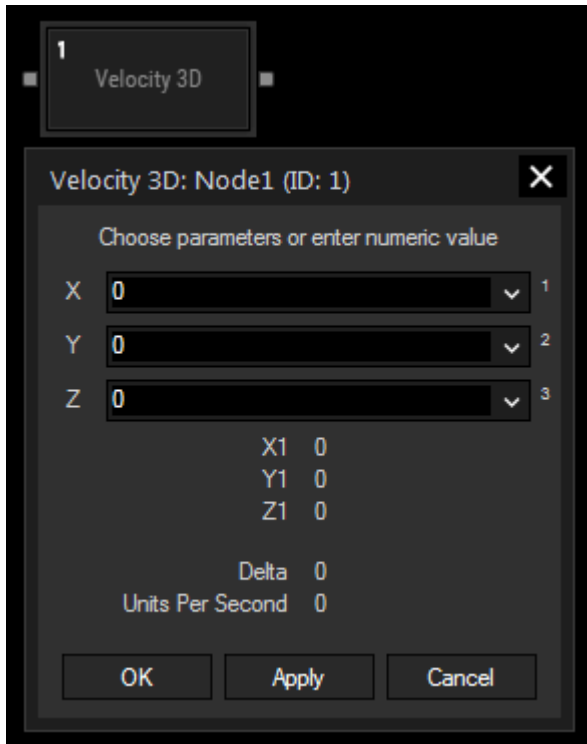 1
Velocity 3D
Velocity 3D: Node1 (ID: 1)
Choose parameters or enter numeric value
X 0 1
Y 0 2
Z 0 3
X1 0
Y1 0
Z1 0
Delta 0
Units Per Second 0
OK Apply Cancel